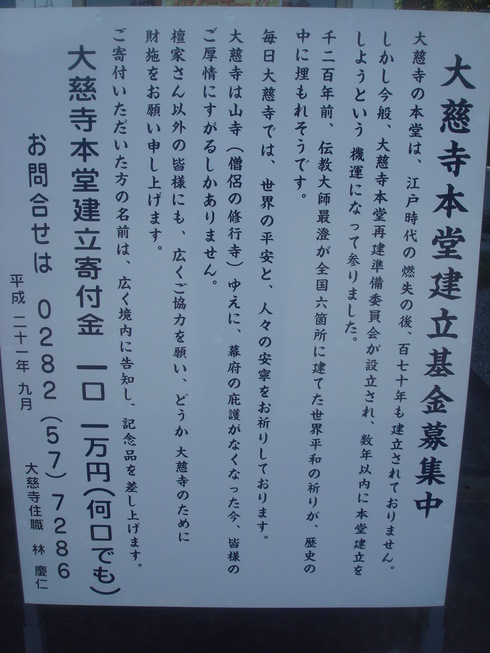 大慈寺本堂建立基金募集中
大慈寺の本堂は、江戸時代の燃失の後、百七十年も建立されておりません。
しかし今般、大慈寺本堂再建準備委員会が設立され、数年以内に本堂建立を
しようという 機運になって参りました。
千二百年前、伝教大師最澄が全国六箇所に建てた世界平和の祈りが、歴史の
中に埋もれそうです。
毎日大慈寺では、世界の平安と、人々の安寧をお祈りしております。
大慈寺は山寺（僧侶の修行寺）ゆえに、幕府の庇護がなくなった今、皆様の
ご厚情にすがるしかありません。
檀家さん以外の皆様にも、広くご協力を願い、どうか 大慈寺のために
財施をお願い申し上げます。
ご寄付いただいた方の名前は、広く境内に告知し、記念品を差し上げます。
大慈寺本堂建立寄付金 一口 一万円(何口でも)
お問合せは 0282(57)7286
平成 二十一年 九月 大慈寺住職 林 慶仁